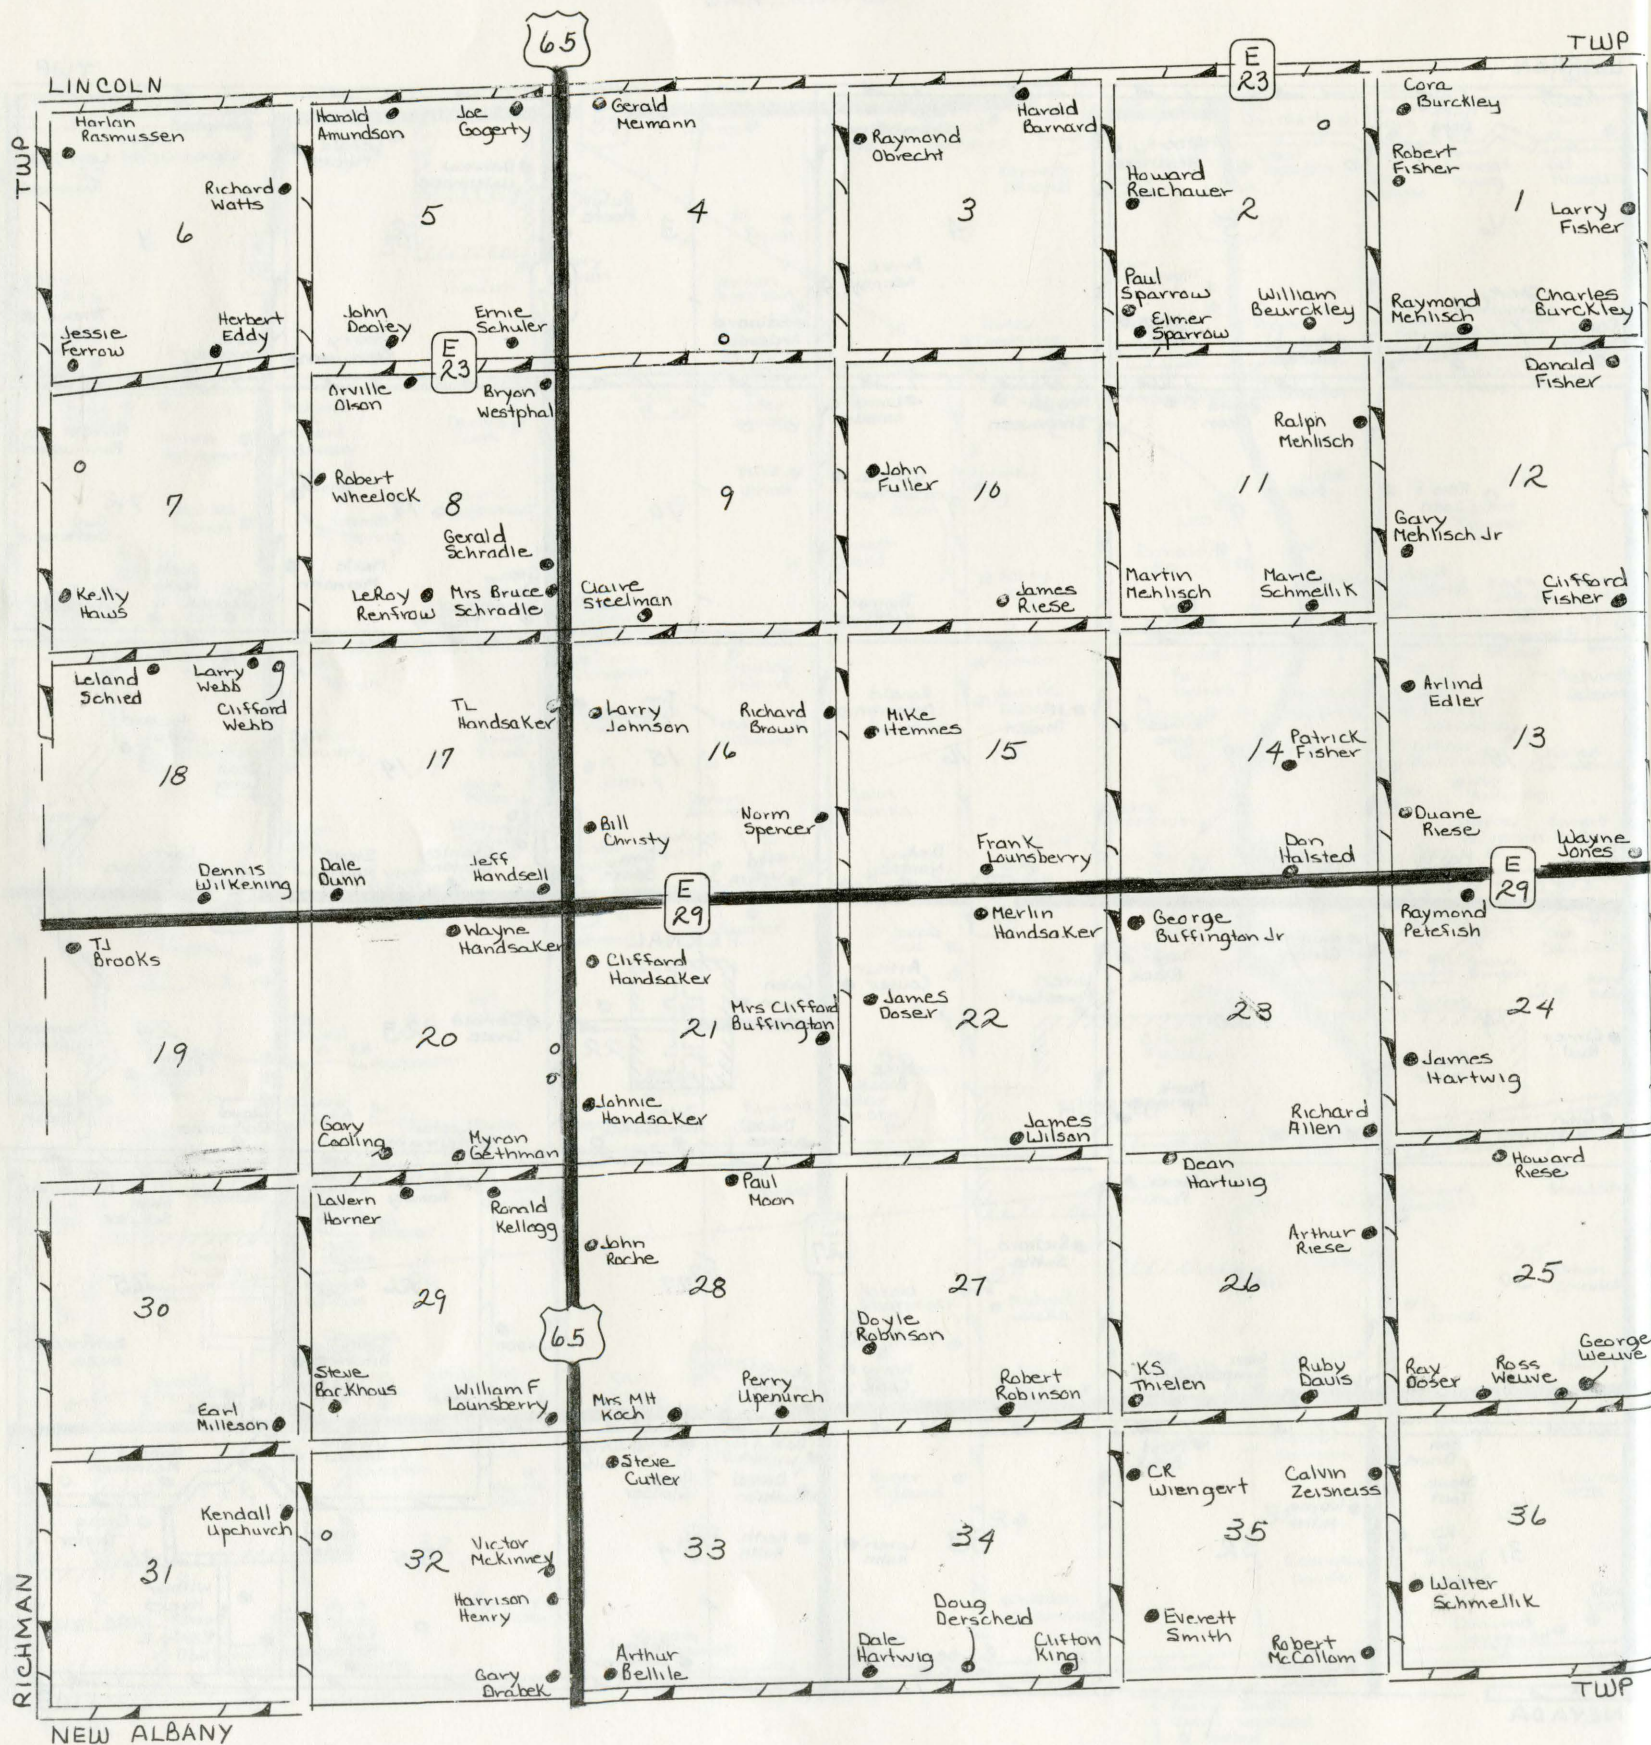 65
TWP
LINCOLN
E
23
TWP
Harlan
Rasmussen
Richard
Watts
6
Jessie
Ferrow
Herbert
Eddy
Harold
Amundson
Joe
Gogerty
5
John
Dooley
Ernie
Schuler
E
23
Gerald
Meimann
4
Raymond
Obrecht
Harold
Barnard
3
Howard
Reichauer
2
Paul
Sparrow
Elmer
Sparrow
William
Beurckley
Cora
Burckley
Robert
Fisher
1
Larry
Fisher
Raymond
Mehlisch
Charles
Burckley
7
Kelly
Haws
Orville
Olson
Bryon
Westphal
Robert
Wheelock
8
Gerald
Schradle
LeRoy
Renfrow
Mrs Bruce
Schradle
9
Claire
Steelman
John
Fuller
10
James
Riese
Ralph
Mehlisch
11
Martin
Mehlisch
Marie
Schmellik
Donald
Fisher
12
Gary
Mehlisch Jr
Clifford
Fisher
Leland
Schied
Larry
Webb
Clifford
Webb
18
Dennis
Wilkening
TL
Handsaker
17
Dale
Dunn
Jeff
Handsell
Larry
Johnson
Richard
Brown
16
Bill
Christy
Norm
Spencer
Mike
Hemnes
15
Frank
Lounsberry
14
Patrick
Fisher
Don
Halsted
Arlind
Edler
13
Duane
Riese
Wayne
Jones
E
29
E
29
TJ
Brooks
19
Wayne
Handsaker
20
Gary
Cooling
Myron
Gethman
Clifford
Handsaker
21
Mrs Clifford
Buffington
Johnie
Handsaker
Merlin
Handsaker
James
Doser
22
James
Wilson
George
Buffington Jr
23
Richard
Allen
Raymond
Petefish
24
James
Hartwig
30
Earl
Milleson
LaVern
Horner
Ronald
Kellogg
29
Steve
Backhous
William F
Lounsberry
65
Paul
Moon
John
Roche
28
Mrs MH
Koch
Perry
Upchurch
27
Doyle
Robinson
Robert
Robinson
Dean
Hartwig
Arthur
Riese
26
KS
Thielen
Ruby
Davis
Howard
Riese
25
Ray
Doser
Ross
Weuve
George
Weuve
Kendall
Upchurch
31
32
Victor
McKinney
Harrison
Henry
Gary
Drabek
Steve
Cutler
33
Arthur
Bellile
34
Dale
Hartwig
Doug
Derscheid
Clifton
King
CR
Wiengert
Calvin
Zeisneiss
35
Everett
Smith
Robert
McCollom
36
Walter
Schmellik
RICHMAN
TWP
NEW ALBANY